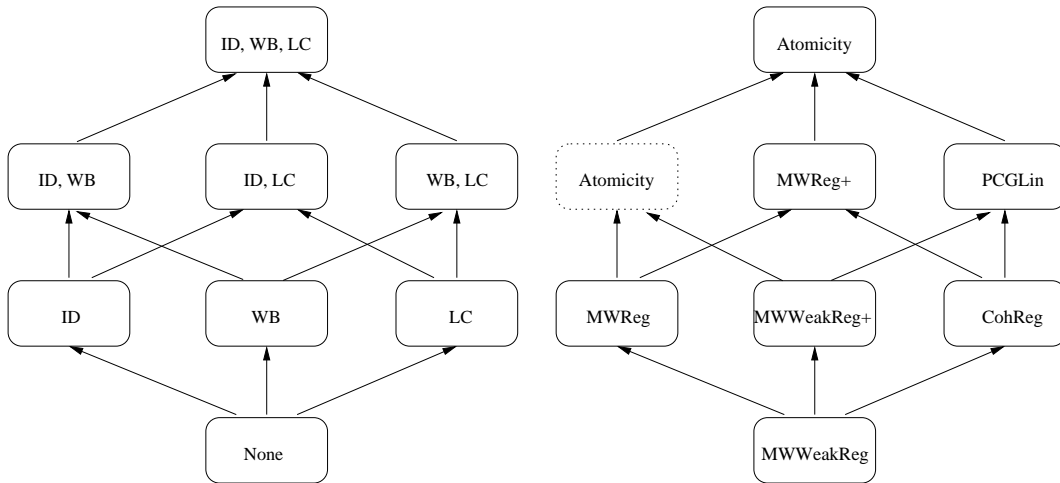 ID, WB, LC
Atomicity
ID, WB
ID, LC
WB, LC
Atomicity
MWReg+
PCGLin
ID
WB
LC
MWReg
MWWeakReg+
CohReg
None
MWWeakReg